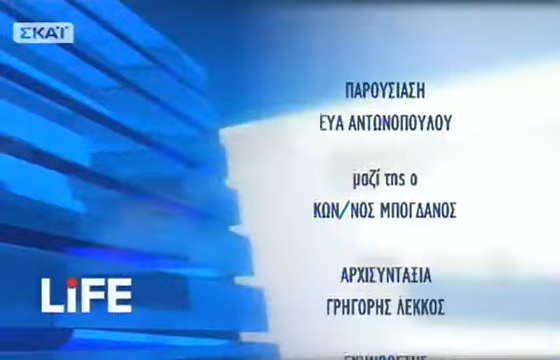 ΣΚΑΪ
ΠΑΡΟΥΣΙΑΣΗ
ΕΥΑ ΑΝΤΩΝΟΠΟΥΛΟΥ
μαζί της ο
ΚΩΝ/ΝΟΣ ΜΠΟΓΔΑΝΟΣ
ΑΡΧΙΣΥΝΤΑΞΙΑ
ΓΡΗΓΟΡΗΣ ΛΕΚΚΟΣ
LiFE